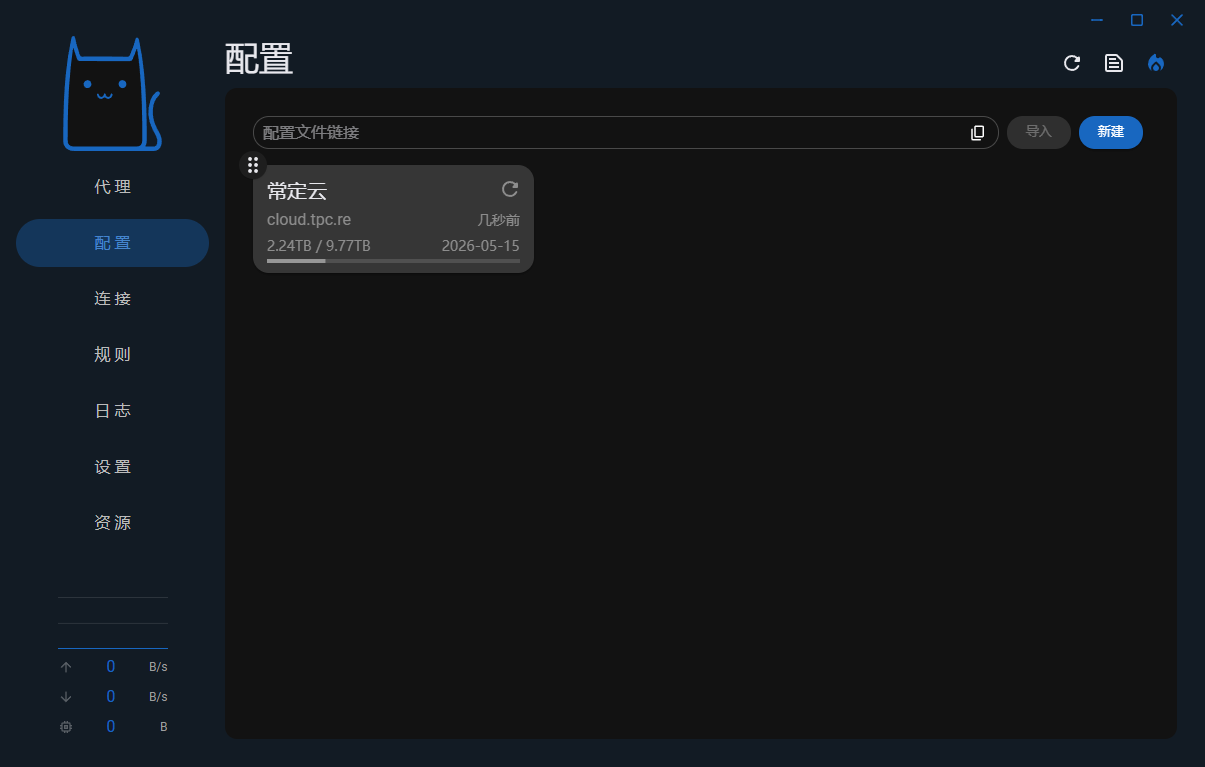 配置
代理
配置
连接
规则
日志
设置
资源
0 B/s
0 B/s
0 B
配置文件链接
导入
新建
常定云
cloud.tpc.re 几秒前
2.24TB / 9.77TB 2026-05-15